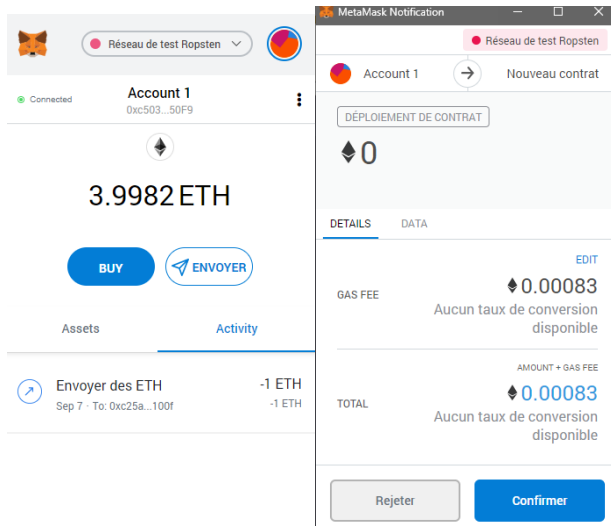 Réseau de test Ropsten
Connected
Account 1
0xc503...50F9
3.9982 ETH
BUY
ENVOYER
Assets
Activity
Envoyer des ETH
-1 ETH
Sep 7 · To: 0xc25a...100f
-1 ETH
MetaMask Notification
Réseau de test Ropsten
Account 1
Nouveau contrat
DÉPLOIEMENT DE CONTRAT
0
DETAILS
DATA
EDIT
GAS FEE
0.00083
Aucun taux de conversion
disponible
AMOUNT + GAS FEE
TOTAL
0.00083
Aucun taux de conversion
disponible
Rejeter
Confirmer